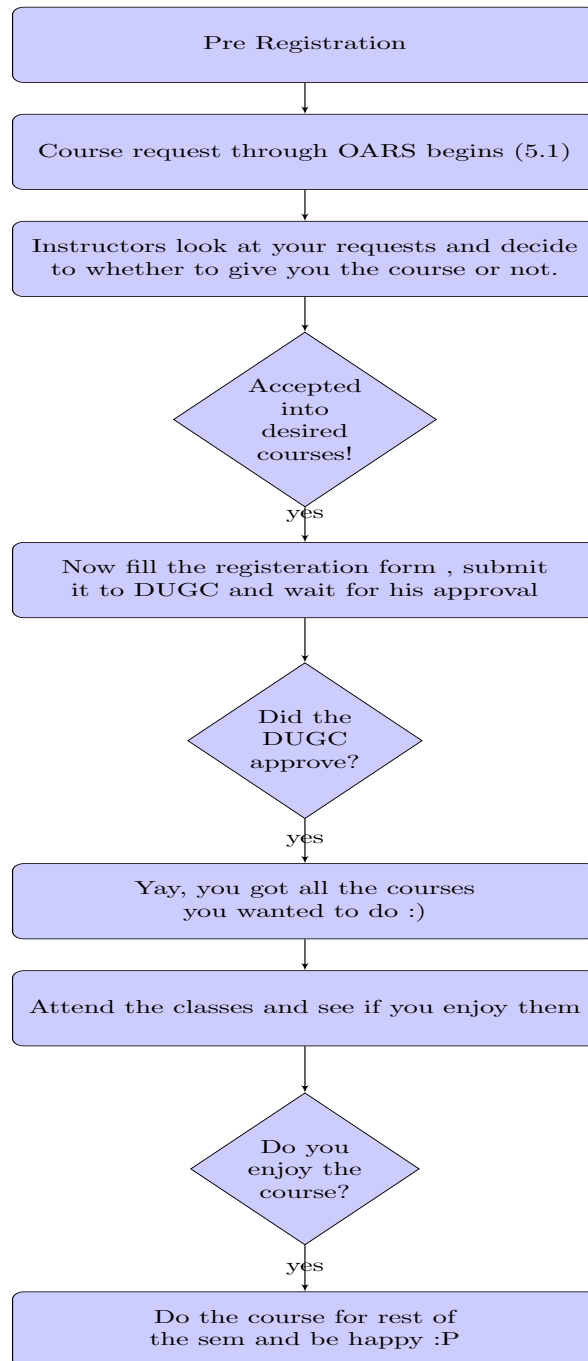 Pre Registration
Course request through OARS begins (5.1)
Instructors look at your requests and decide
to whether to give you the course or not.
Accepted
into
desired
courses!
yes
Now fill the registeration form , submit
it to DUGC and wait for his approval
Did the
DUGC
approve?
yes
Yay, you got all the courses
you wanted to do :)
Attend the classes and see if you enjoy them
Do you
enjoy the
course?
yes
Do the course for rest of
the sem and be happy :P